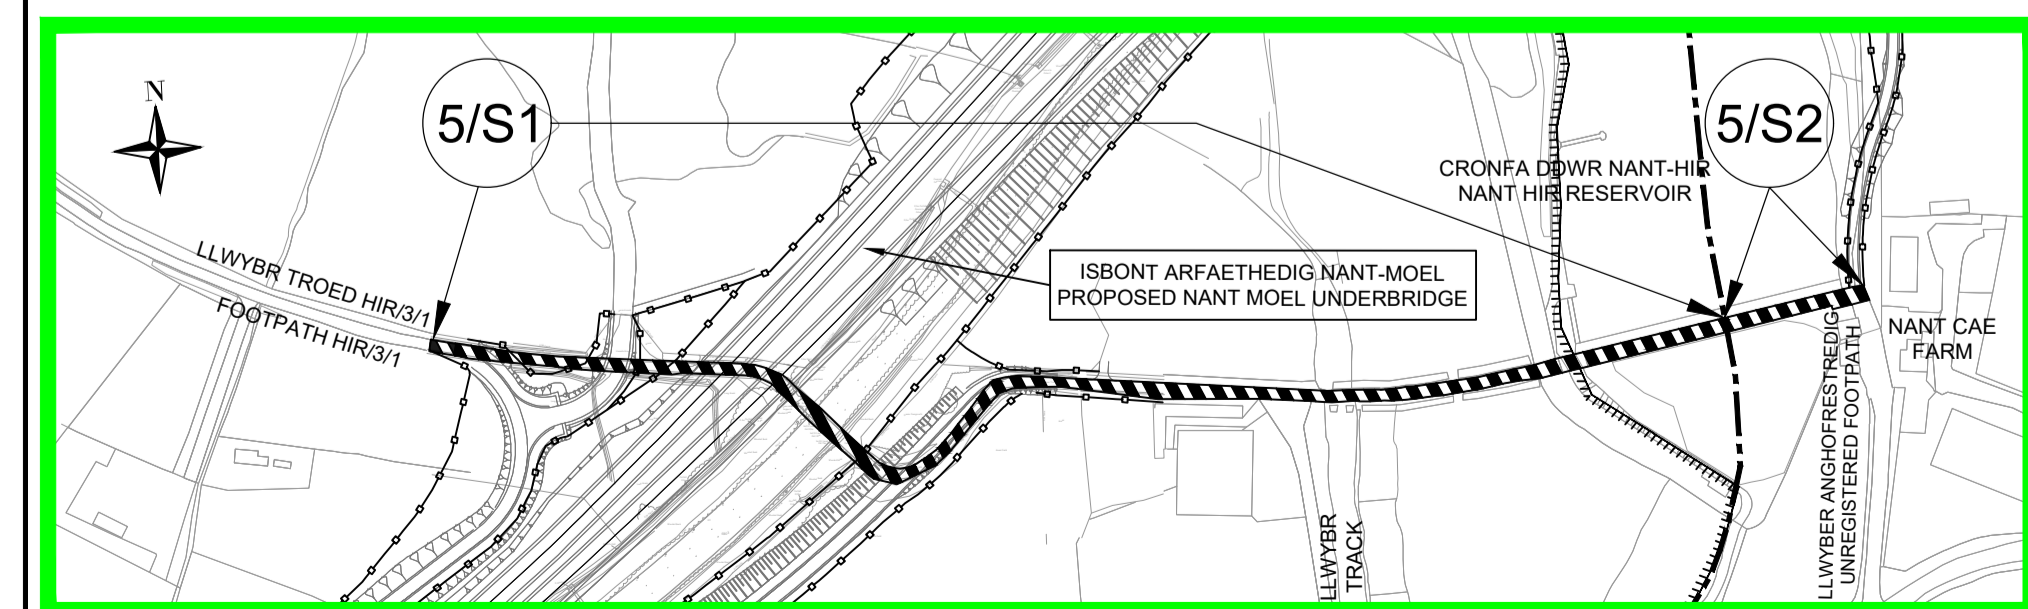 N
5/S1
5/S2
CRONFA DDWR NANT-HIR
NANT HIR RESERVOIR
LLWYBR TROED HIR/3/1
FOOTPATH HIR/3/1
ISBONT ARFAETHEDIG NANT-MOEL
PROPOSED NANT MOEL UNDERBRIDGE
NANT CAE
FARM
LLWYBR
TRACK
LLWYBER ANGHOFRESTREDIG
UNREGISTERED FOOTPATH